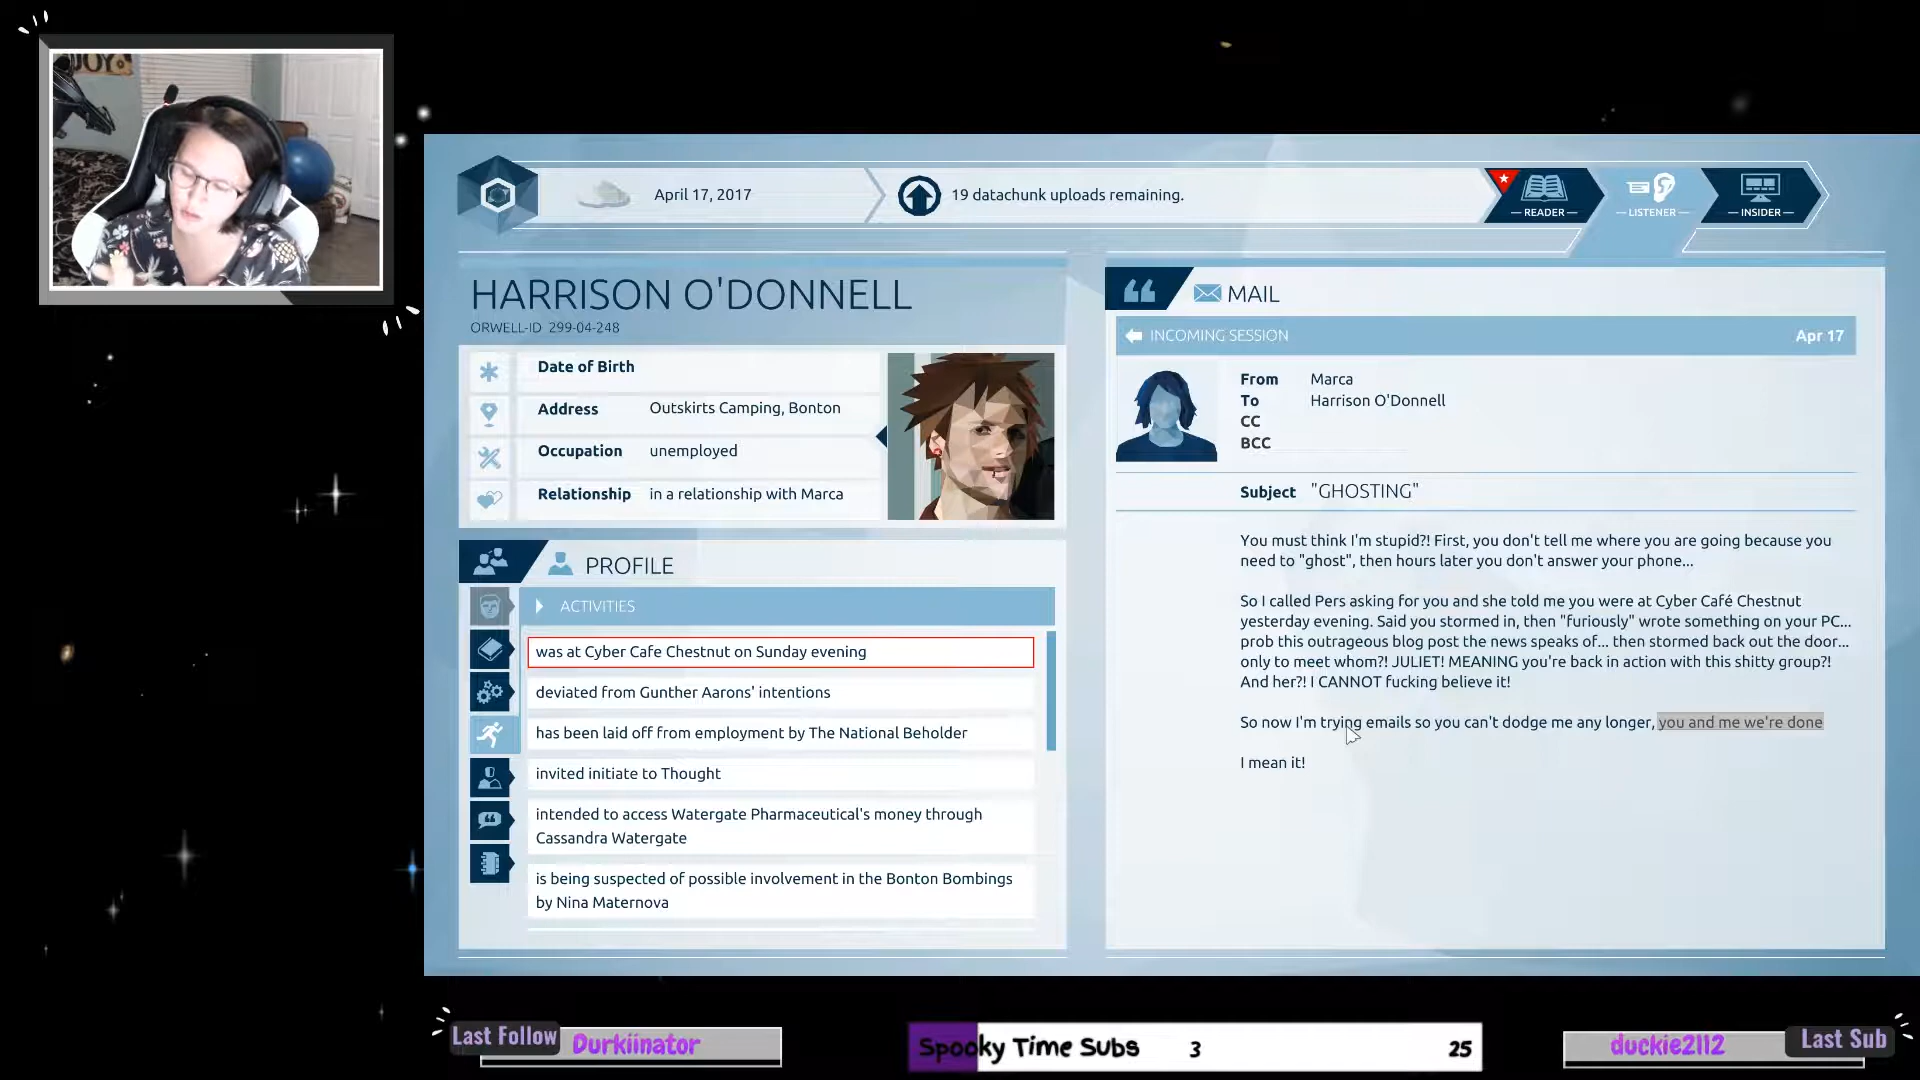 JOY
April 17, 2017
19 datachunk uploads remaining.
READER
LISTENER
INSIDER
HARRISON O'DONNELL
ORWELL-ID 299-04-248
Date of Birth
Address Outskirts Camping, Bonton
Occupation unemployed
Relationship in a relationship with Marca
PROFILE
ACTIVITIES
was at Cyber Cafe Chestnut on Sunday evening
deviated from Gunther Aarons' intentions
has been laid off from employment by The National Beholder
invited initiate to Thought
intended to access Watergate Pharmaceutical's money through
Cassandra Watergate
is being suspected of possible involvement in the Bonton Bombings
by Nina Maternova
MAIL
INCOMING SESSION Apr 17
From Marca
To Harrison O'Donnell
CC
BCC
Subject "GHOSTING"
You must think I'm stupid?! First, you don't tell me where you are going because you
need to "ghost", then hours later you don't answer your phone...
So I called Pers asking for you and she told me you were at Cyber Café Chestnut
yesterday evening. Said you stormed in, then "furiously" wrote something on your PC...
prob this outrageous blog post the news speaks of... then stormed back out the door...
only to meet whom?! JULIET! MEANING you're back in action with this shitty group?!
And her?! I CANNOT fucking believe it!
So now I'm trying emails so you can't dodge me any longer, you and me we're done
I mean it!
Last Follow Durkiinator
Spooky Time Subs 3 25
duckie2112 Last Sub